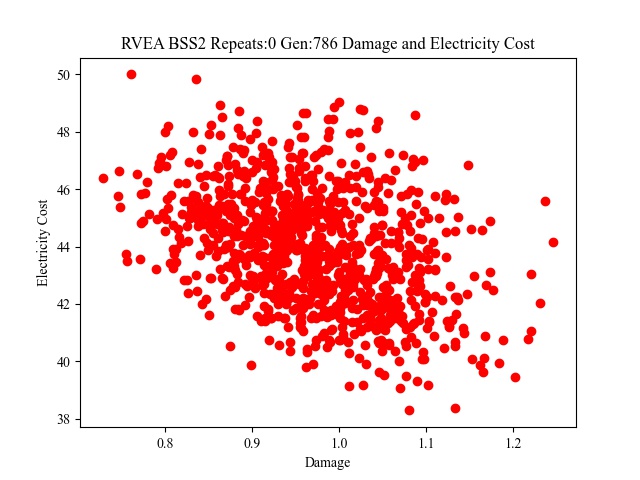 RVEA BSS2 Repeats:0 Gen:786 Damage and Electricity Cost
50
48
46
44
42
40
38
Electricity Cost
0.8 0.9 1.0 1.1 1.2
Damage